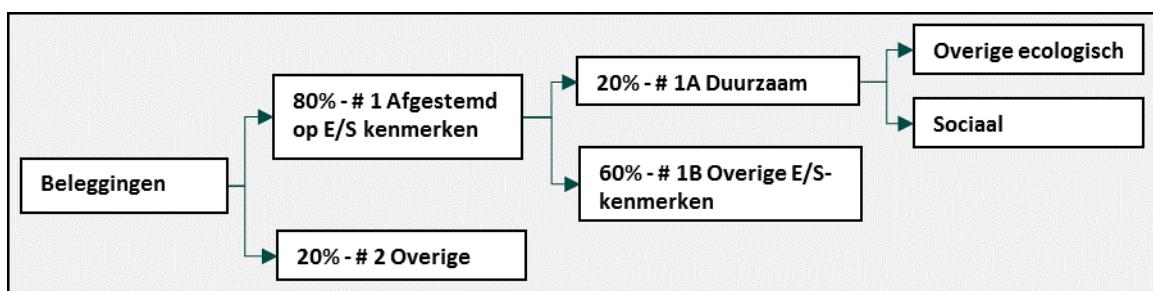 Beleggingen
80% - # 1 Afgestemd
op E/S kenmerken
20% - # 2 Overige
20% - # 1A Duurzaam
60% - # 1B Overige E/S-
kenmerken
Overige ecologisch
Sociaal